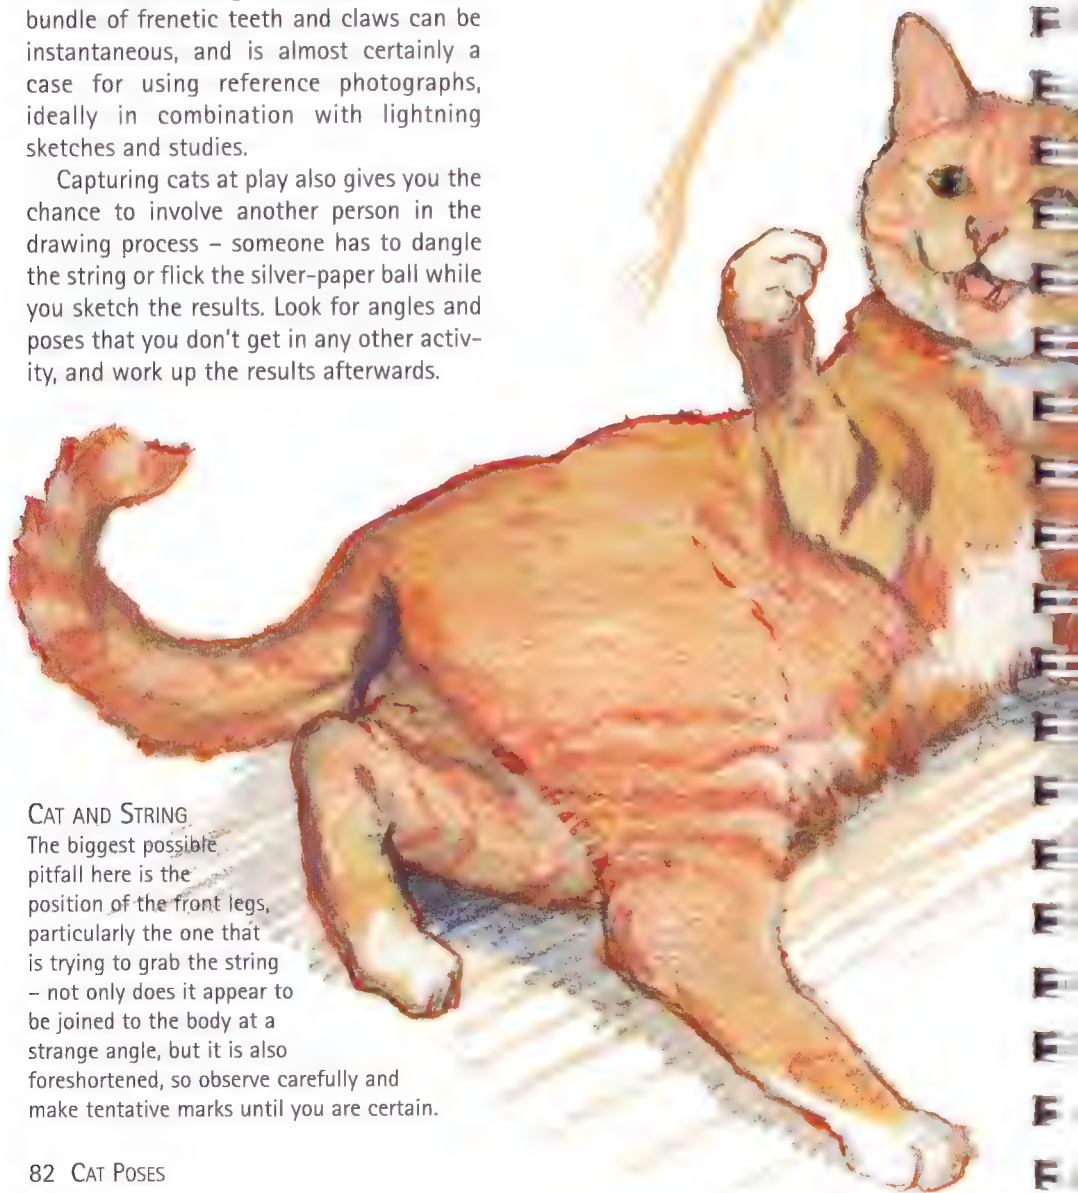 bundle of frenetic teeth and claws can be
instantaneous, and is almost certainly a
case for using reference photographs,
ideally in combination with lightning
sketches and studies.
Capturing cats at play also gives you the
chance to involve another person in the
drawing process – someone has to dangle
the string or flick the silver-paper ball while
you sketch the results. Look for angles and
poses that you don't get in any other activ-
ity, and work up the results afterwards.
CAT AND STRING
The biggest possible
pitfall here is the
position of the front legs,
particularly the one that
is trying to grab the string
– not only does it appear to
be joined to the body at a
strange angle, but it is also
foreshortened, so observe carefully and
make tentative marks until you are certain.
82 CAT POSES